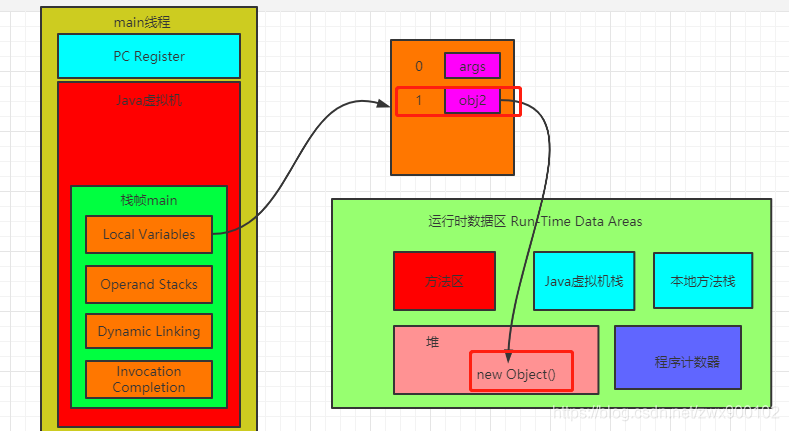 main线程
PC Register
Java虚拟机
栈帧main
Local Variables
Operand Stacks
Dynamic Linking
Invocation
Completion
0 args
1 obj2
运行时数据区 Run-Time Data Areas
方法区
Java虚拟机栈
本地方法栈
堆
new Object()
程序计数器
https://blog.csdn.net/zwx900102